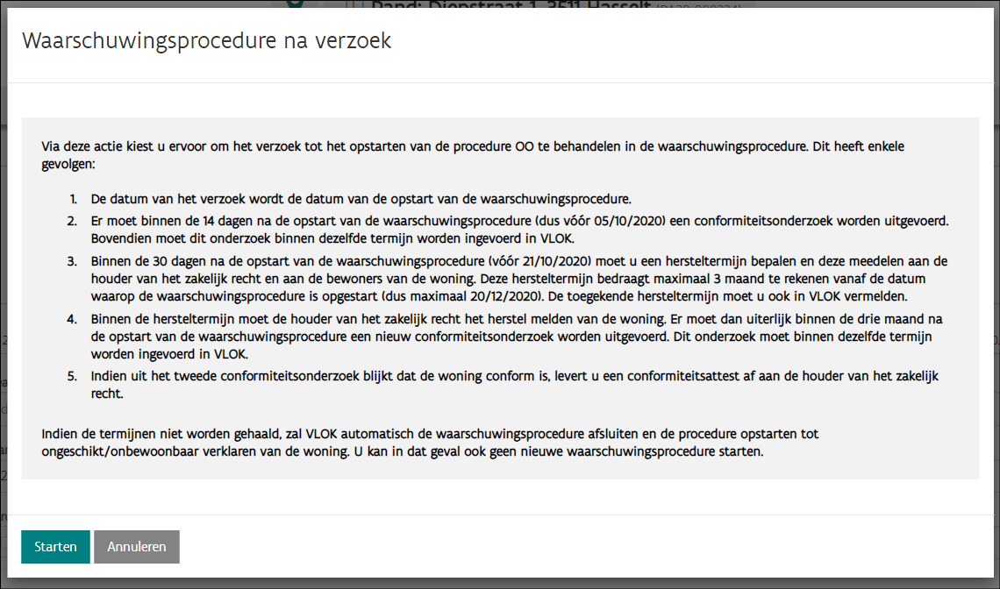 Pand: Diepstraat 1, 3511 Hasselt
Waarschuwingsprocedure na verzoek
Via deze actie kiest u ervoor om het verzoek tot het opstarten van de procedure OO te behandelen in de waarschuwingsprocedure. Dit heeft enkele
gevolgen:
1. De datum van het verzoek wordt de datum van de opstart van de waarschuwingsprocedure.
2. Er moet binnen de 14 dagen na de opstart van de waarschuwingsprocedure (dus vóór 05/10/2020) een conformiteitsonderzoek worden uitgevoerd.
Bovendien moet dit onderzoek binnen dezelfde termijn worden ingevoerd in VLOK.
3. Binnen de 30 dagen na de opstart van de waarschuwingsprocedure (vóór 21/10/2020) moet u een hersteltermijn bepalen en deze meedelen aan de
houder van het zakelijk recht en aan de bewoners van de woning. Deze hersteltermijn bedraagt maximaal 3 maand te rekenen vanaf de datum
waarop de waarschuwingsprocedure is opgestart (dus maximaal 20/12/2020). De toegekende hersteltermijn moet u ook in VLOK vermelden.
4. Binnen de hersteltermijn moet de houder van het zakelijk recht het herstel melden van de woning. Er moet dan uiterlijk binnen de drie maand na
de opstart van de waarschuwingsprocedure een nieuw conformiteitsonderzoek worden uitgevoerd. Dit onderzoek moet binnen dezelfde termijn
worden ingevoerd in VLOK.
5. Indien uit het tweede conformiteitsonderzoek blijkt dat de woning conform is, levert u een conformiteitsattest af aan de houder van het zakelijk
recht.
Indien de termijnen niet worden gehaald, zal VLOK automatisch de waarschuwingsprocedure afsluiten en de procedure opstarten tot
ongeschikt/onbewoonbaar verklaren van de woning. U kan in dat geval ook geen nieuwe waarschuwingsprocedure starten.
Starten
Annuleren